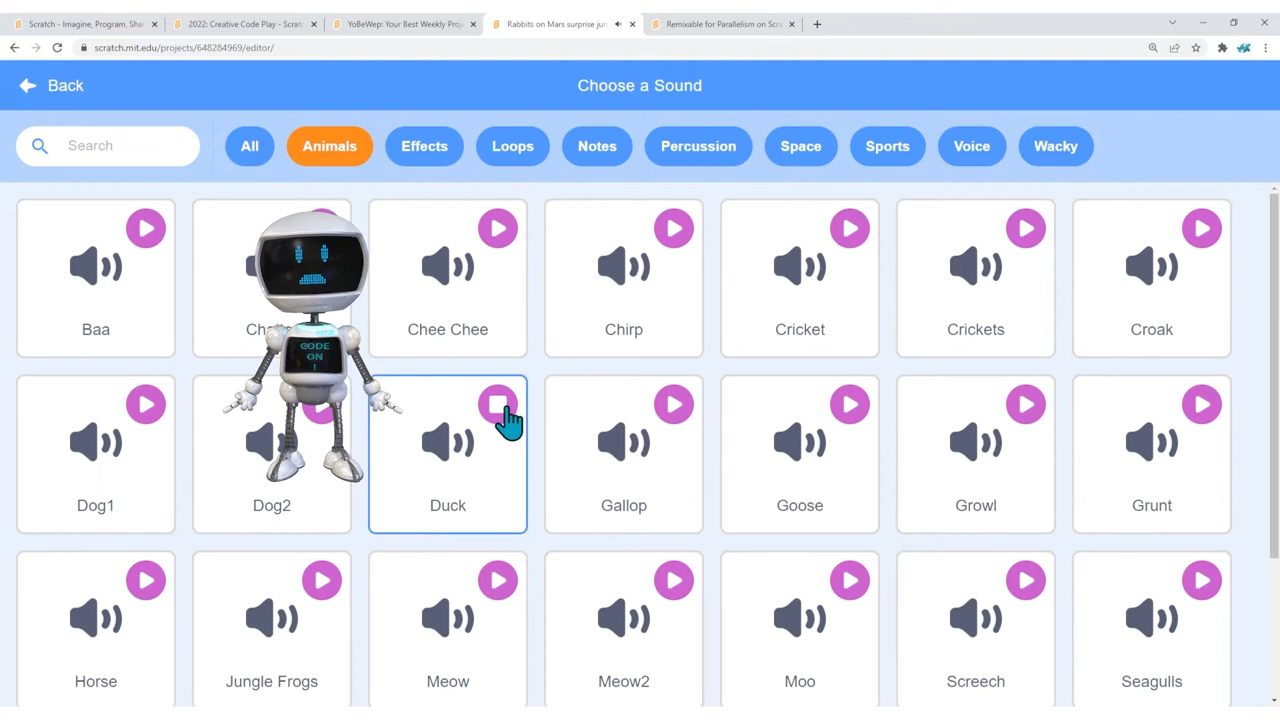 Scratch - Imagine, Program, Sha
2022: Creative Code Play - Scratc
YoBeWep: Your Best Weekly Proje
Rabbits on Mars surprise jun
Remixable for Parallelism on Scra
scratch.mit.edu/projects/648284969/editor/
Back
Choose a Sound
Search
All
Animals
Effects
Loops
Notes
Percussion
Space
Sports
Voice
Wacky
Baa
Chee Chee
Chirp
Cricket
Crickets
Croak
CODE
ON
!
Dog1
Dog2
Duck
Gallop
Goose
Growl
Grunt
Horse
Jungle Frogs
Meow
Meow2
Moo
Screech
Seagulls